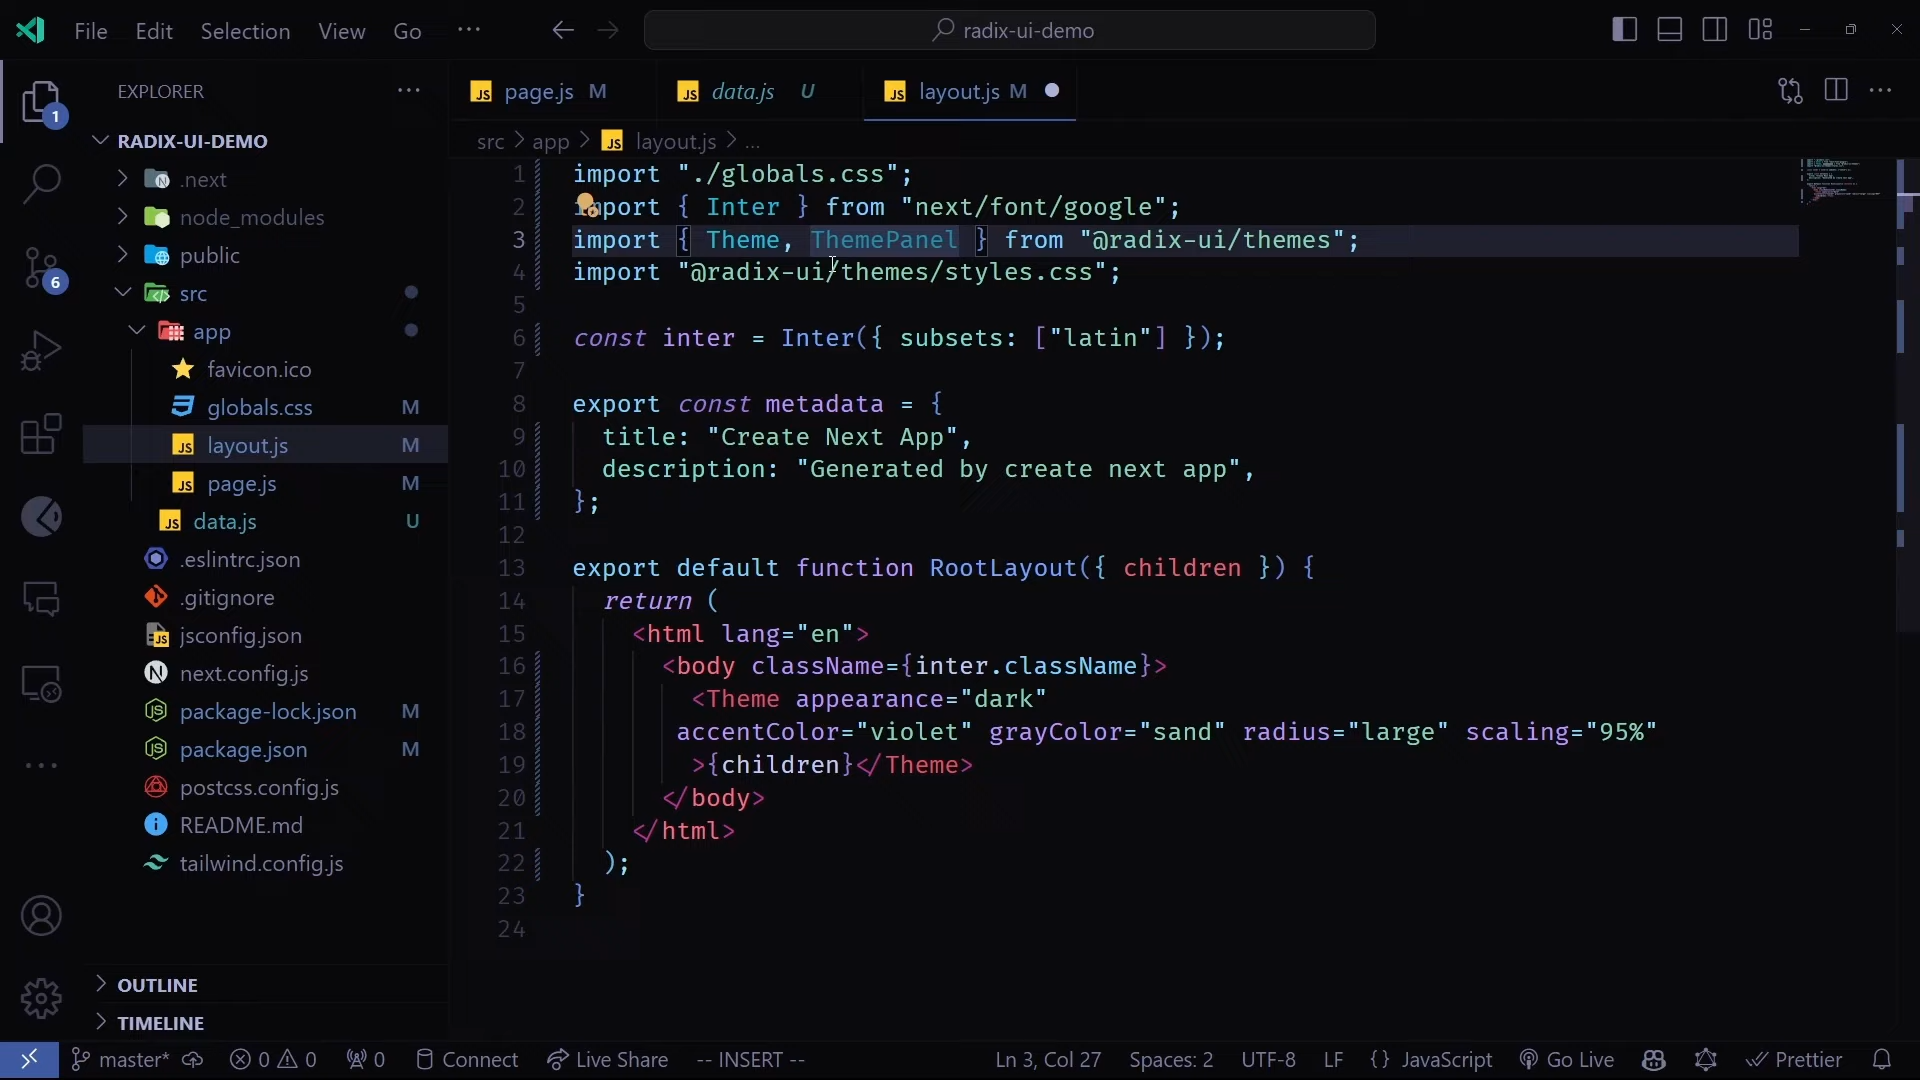 File Edit Selection View Go ... radix-ui-demo
EXPLORER ...
page.js M data.js U layout.js M
RADIX-UI-DEMO
.next
node_modules
public
src
app
favicon.ico
globals.css M
layout.js M
page.js M
data.js U
.eslintrc.json
.gitignore
jsconfig.json
next.config.js
package-lock.json M
package.json M
postcss.config.js
README.md
tailwind.config.js
OUTLINE
TIMELINE
1
6
src > app > JS layout.js > ...
1 import "./globals.css";
2 import { Inter } from "next/font/google";
3 import { Theme, ThemePanel } from "@radix-ui/themes";
4 import "@radix-ui/themes/styles.css";
5
6 const inter = Inter({ subsets: ["latin"] });
7
8 export const metadata = {
9 title: "Create Next App",
10 description: "Generated by create next app",
11 };
12
13 export default function RootLayout({ children }) {
14 return (
15 <html lang="en">
16 <body className={inter.className}>
17 <Theme appearance="dark"
18 accentColor="violet" grayColor="sand" radius="large" scaling="95%"
19 >{children}</Theme>
20 </body>
21 </html>
22 );
23 }
24
master* 0 0 0 Connect Live Share -- INSERT -- Ln 3, Col 27 Spaces: 2 UTF-8 LF {} JavaScript Go Live Prettier